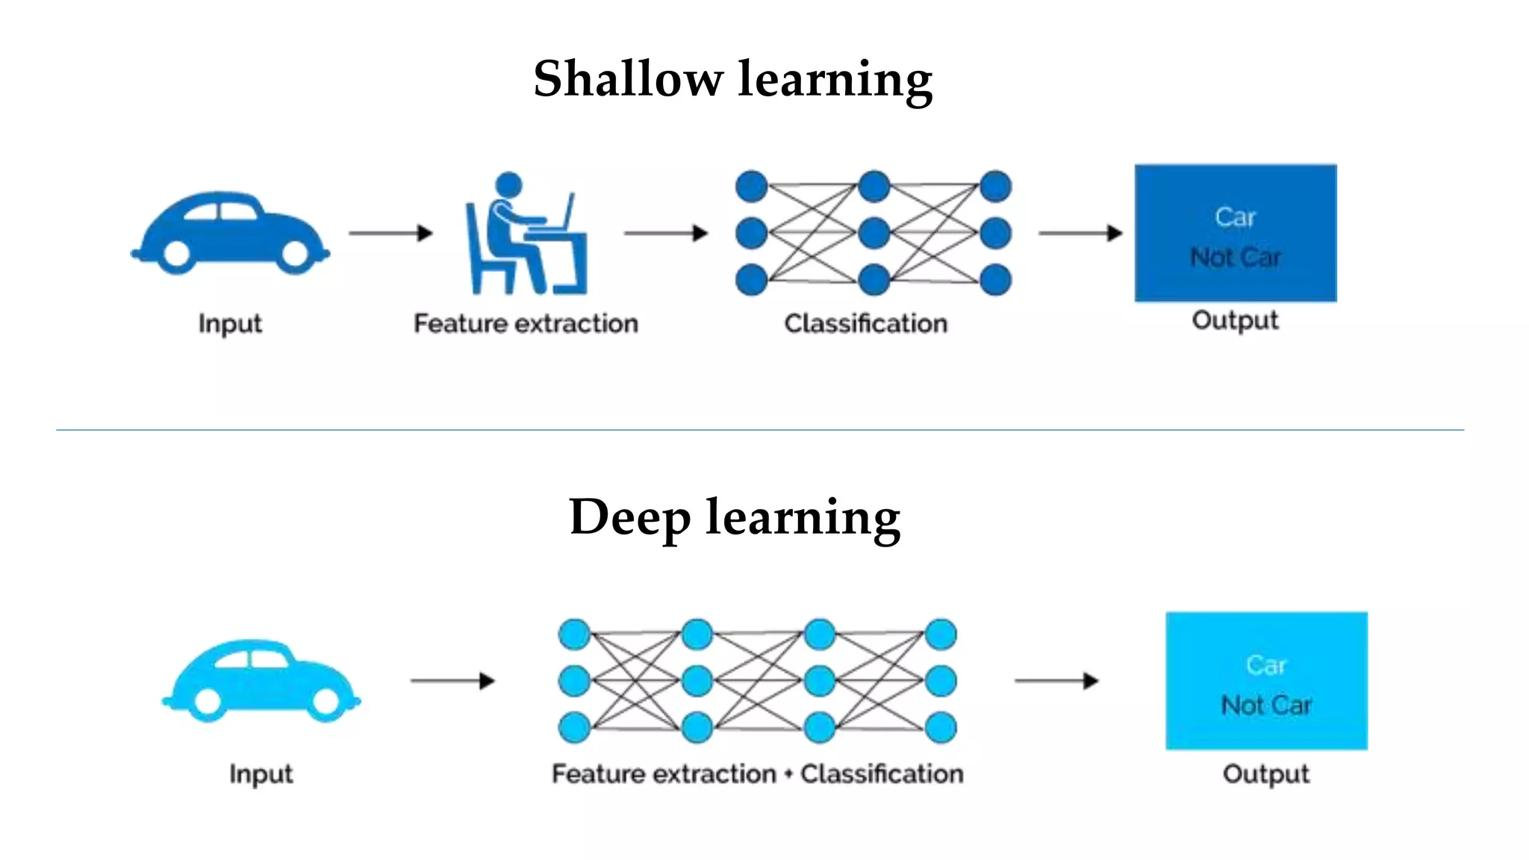 Shallow learning
Input
Feature extraction
Classification
Car
Not Car
Output
Deep learning
Input
Feature extraction + Classification
Car
Not Car
Output